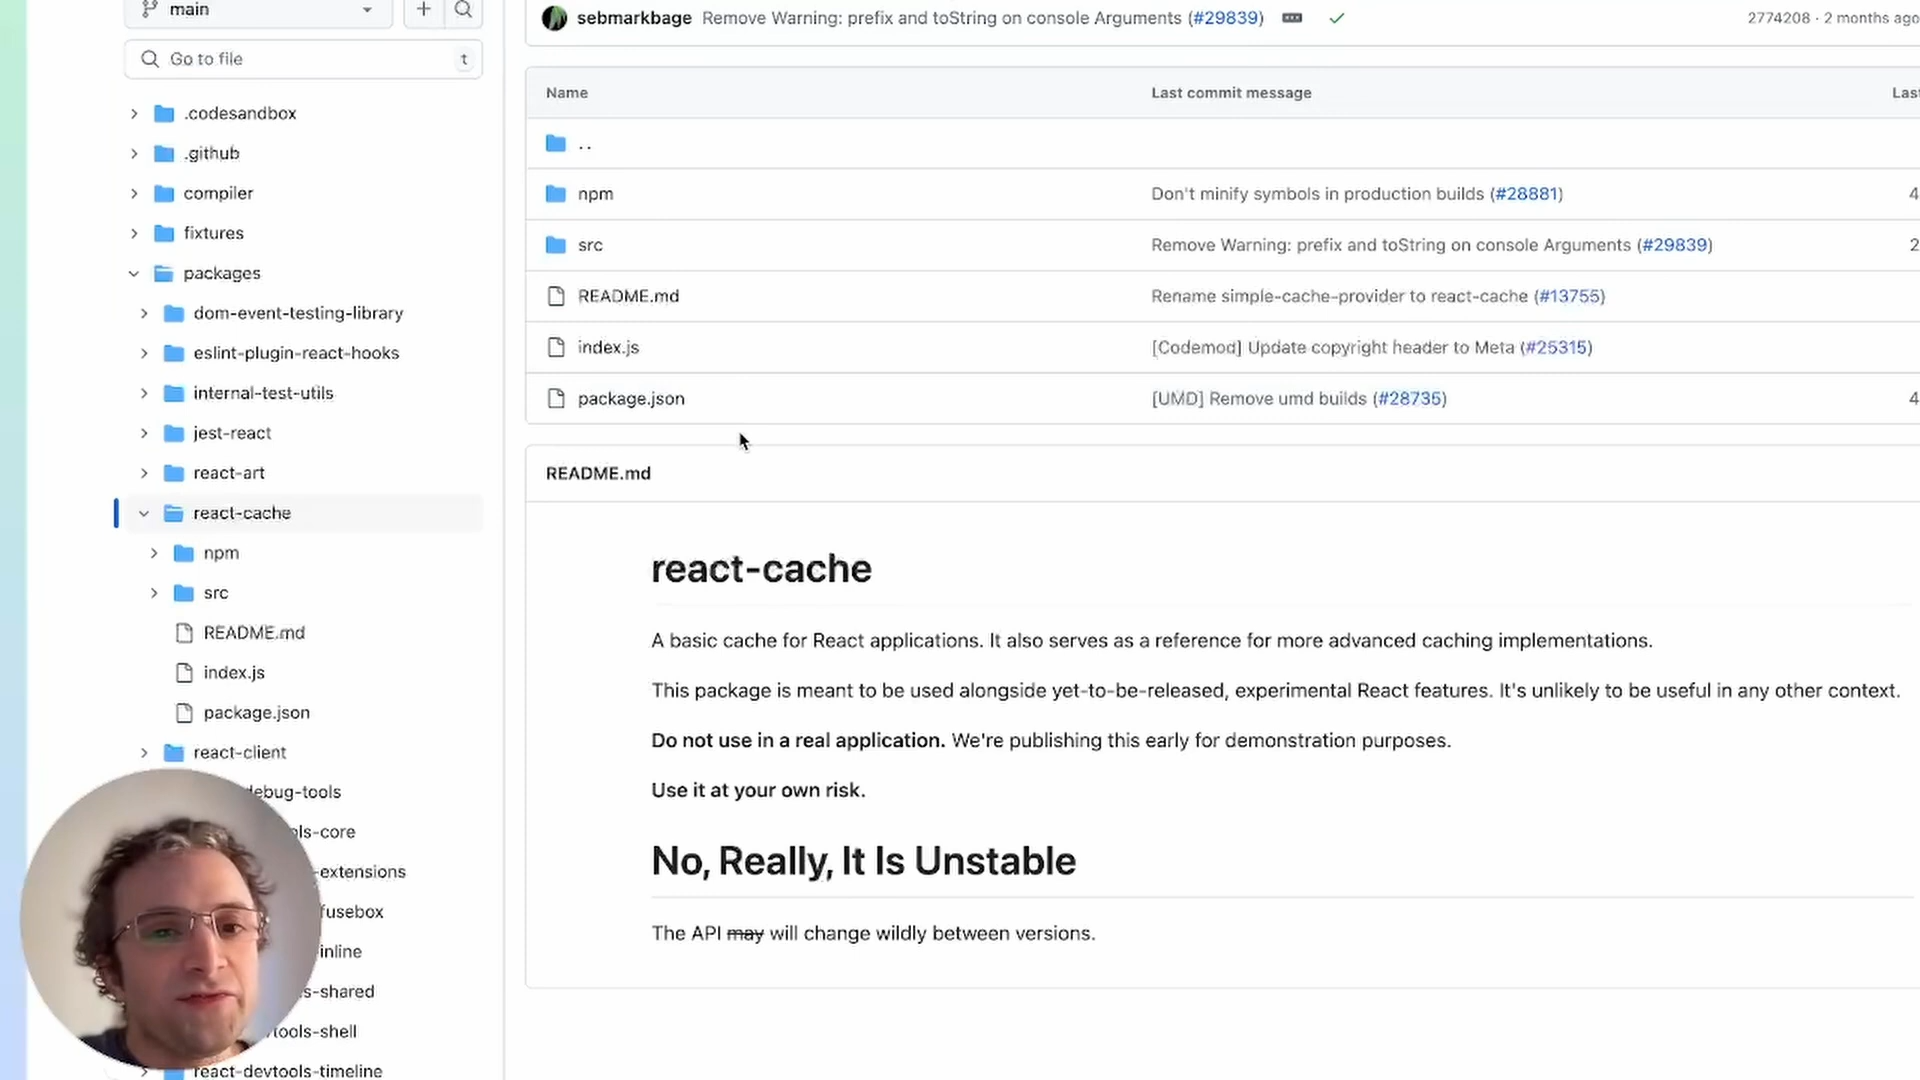 main
Go to file
t
.codesandbox
.github
compiler
fixtures
packages
dom-event-testing-library
eslint-plugin-react-hooks
internal-test-utils
jest-react
react-art
react-cache
npm
src
README.md
index.js
package.json
react-client
debug-tools
ols-core
-extensions
fusebox
inline
s-shared
tools-shell
react-devtools-timeline
sebmarkbage Remove Warning: prefix and toString on console Arguments (#29839) 2774208 · 2 months ago
Name Last commit message Last
..
npm Don't minify symbols in production builds (#28881) 4
src Remove Warning: prefix and toString on console Arguments (#29839) 2
README.md Rename simple-cache-provider to react-cache (#13755)
index.js [Codemod] Update copyright header to Meta (#25315)
package.json [UMD] Remove umd builds (#28735) 4
README.md
react-cache
A basic cache for React applications. It also serves as a reference for more advanced caching implementations.
This package is meant to be used alongside yet-to-be-released, experimental React features. It's unlikely to be useful in any other context.
Do not use in a real application. We're publishing this early for demonstration purposes.
Use it at your own risk.
No, Really, It Is Unstable
The API may will change wildly between versions.